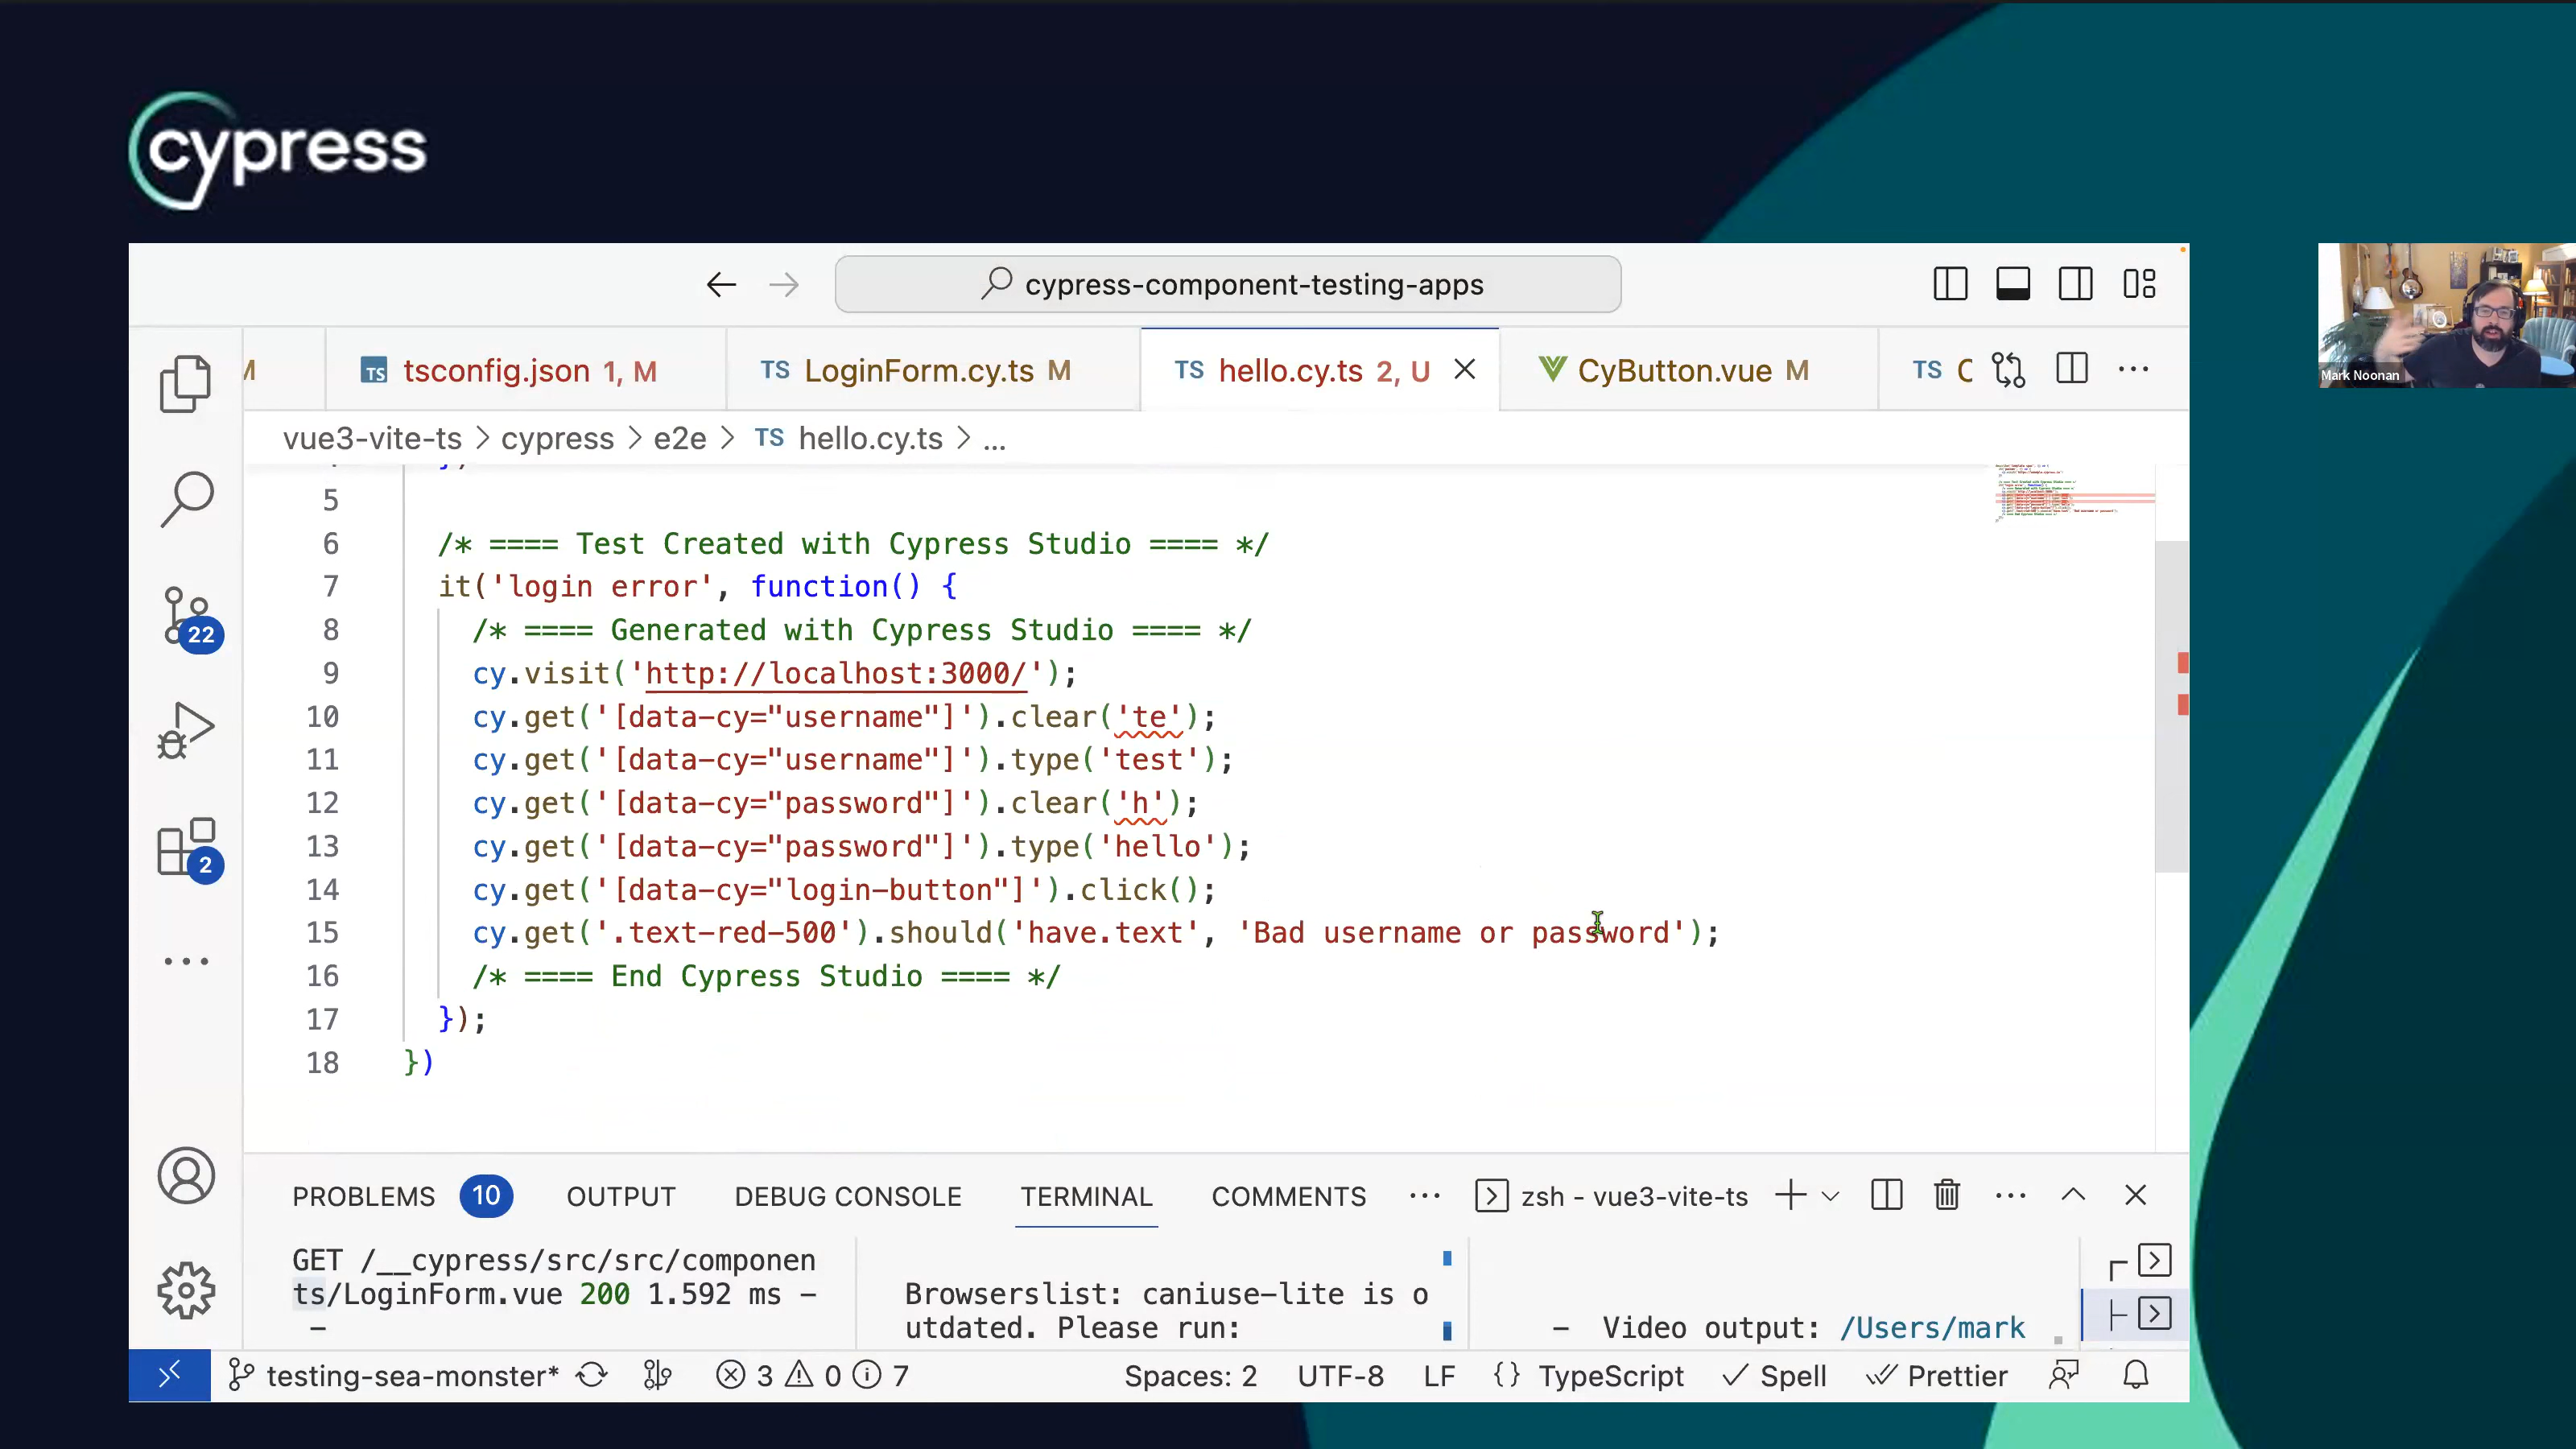 cypress
cypress-component-testing-apps
M
TS tsconfig.json 1, M
TS LoginForm.cy.ts M
TS hello.cy.ts 2, U
CyButton.vue M
TS C
Mark Noonan
vue3-vite-ts > cypress > e2e > TS hello.cy.ts > ...
5
6 /* ==== Test Created with Cypress Studio ==== */
7 it('login error', function() {
8 /* ==== Generated with Cypress Studio ==== */
9 cy.visit('http://localhost:3000/');
10 cy.get('[data-cy="username"]').clear('te');
11 cy.get('[data-cy="username"]').type('test');
12 cy.get('[data-cy="password"]').clear('h');
13 cy.get('[data-cy="password"]').type('hello');
14 cy.get('[data-cy="login-button"]').click();
15 cy.get('.text-red-500').should('have.text', 'Bad username or password');
16 /* ==== End Cypress Studio ==== */
17 });
18 })
22
2
PROBLEMS 10 OUTPUT DEBUG CONSOLE TERMINAL COMMENTS ... zsh - vue3-vite-ts
GET /__cypress/src/src/componen
ts/LoginForm.vue 200 1.592 ms -
-
Browserslist: caniuse-lite is o
utdated. Please run:
- Video output: /Users/mark
testing-sea-monster* 3 0 7 Spaces: 2 UTF-8 LF {} TypeScript Spell Prettier